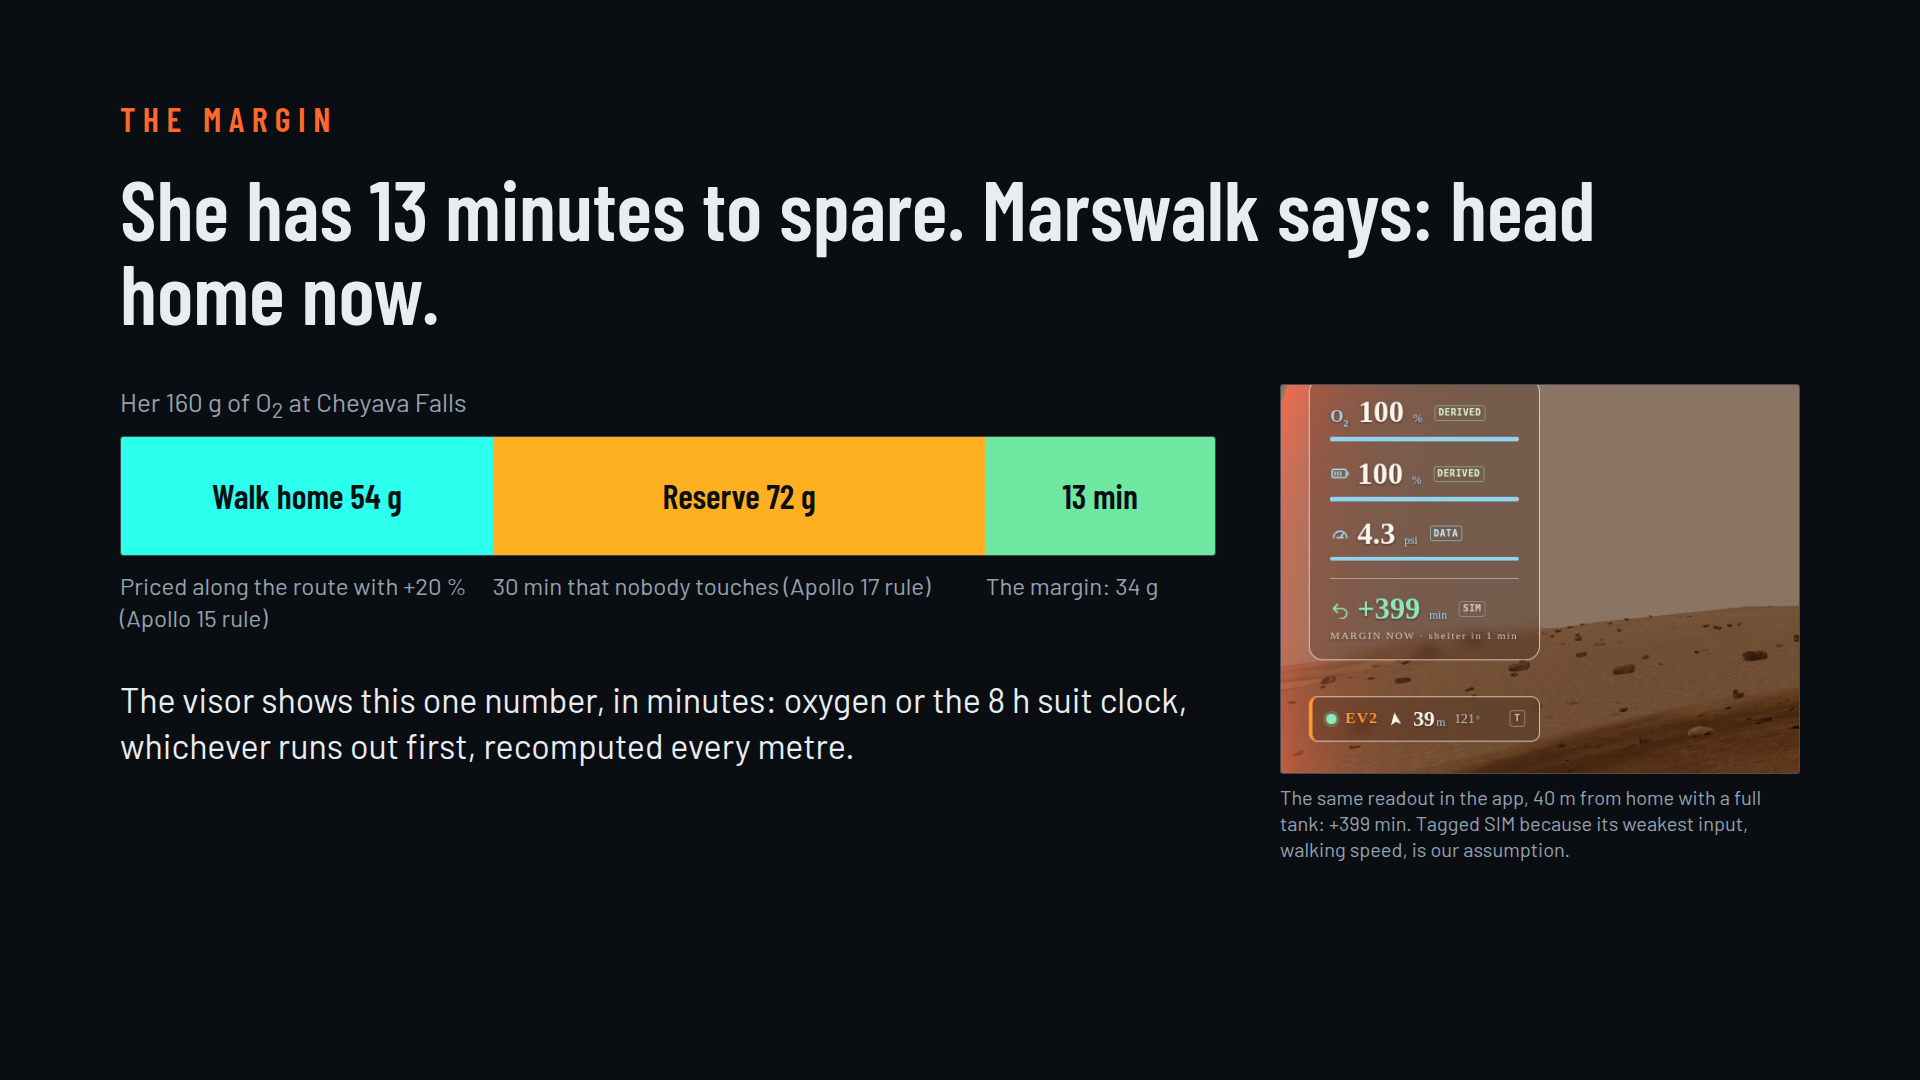 THE MARGIN
She has 13 minutes to spare. Marswalk says: head
home now.
Her 160 g of O₂ at Cheyava Falls
Walk home 54 g
Reserve 72 g
13 min
Priced along the route with +20 %
(Apollo 15 rule)
30 min that nobody touches (Apollo 17 rule)
The margin: 34 g
The visor shows this one number, in minutes: oxygen or the 8 h suit clock,
whichever runs out first, recomputed every metre.
O₂ 100 % DERIVED
100 % DERIVED
4.3 psi DATA
+399 min SIM
MARGIN NOW · shelter in 1 min
EV2 39 m 121° T
The same readout in the app, 40 m from home with a full
tank: +399 min. Tagged SIM because its weakest input,
walking speed, is our assumption.